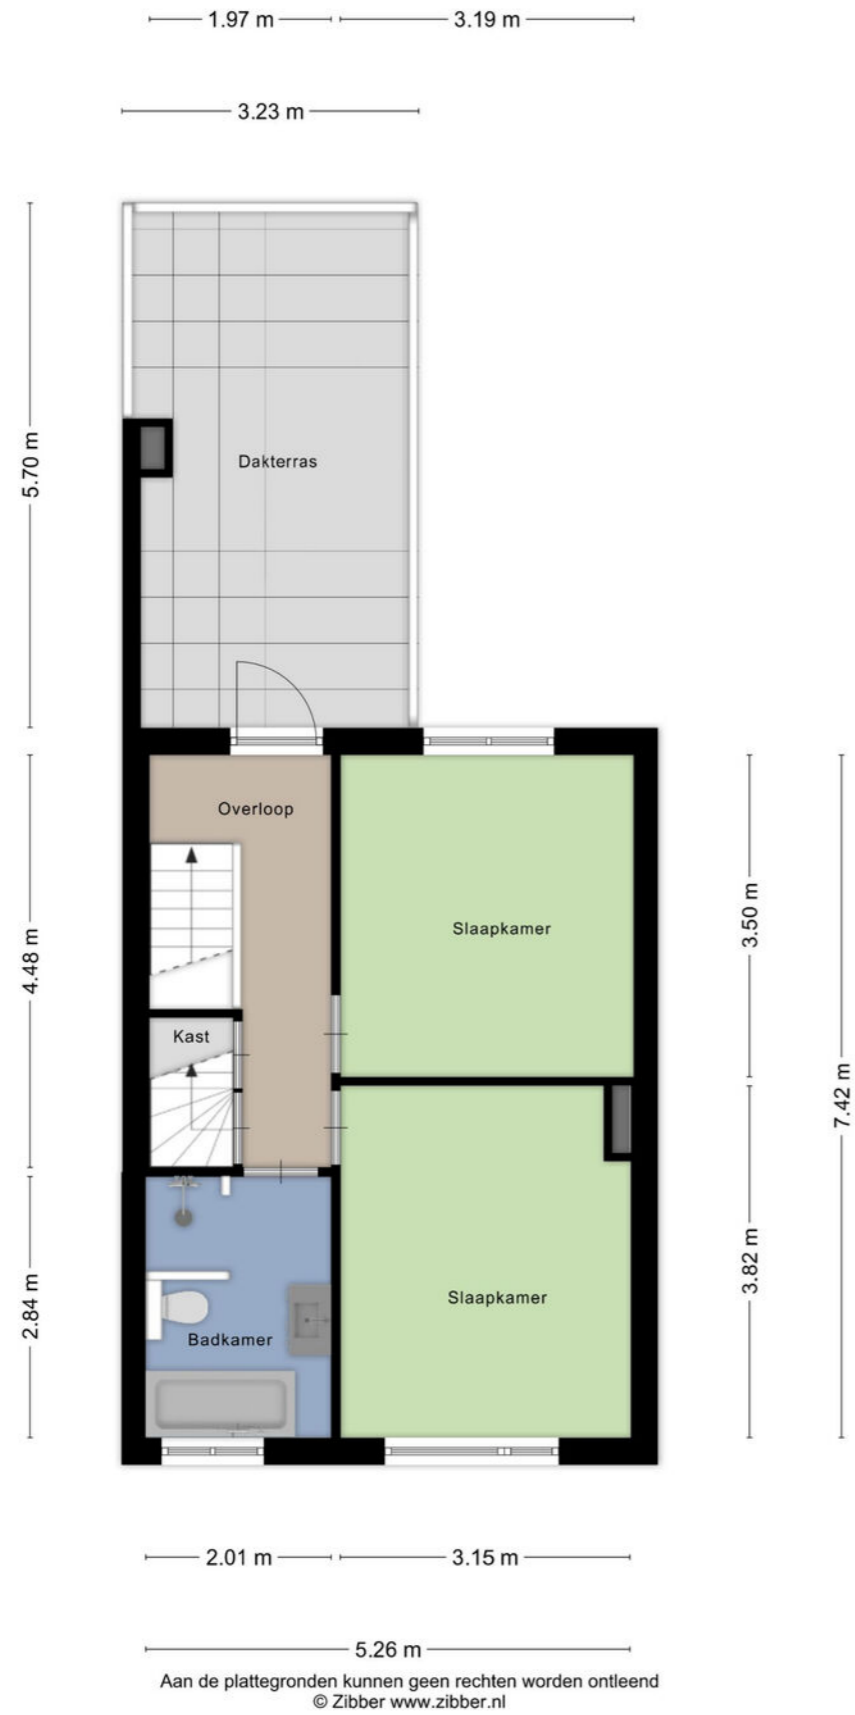 1.97 m
3.19 m
3.23 m
5.70 m
Dakterras
Overloop
4.48 m
3.50 m
Slaapkamer
Kast
7.42 m
2.84 m
3.82 m
Slaapkamer
Badkamer
2.01 m
3.15 m
5.26 m
Aan de plattegronden kunnen geen rechten worden ontleend
© Zibber www.zibber.nl